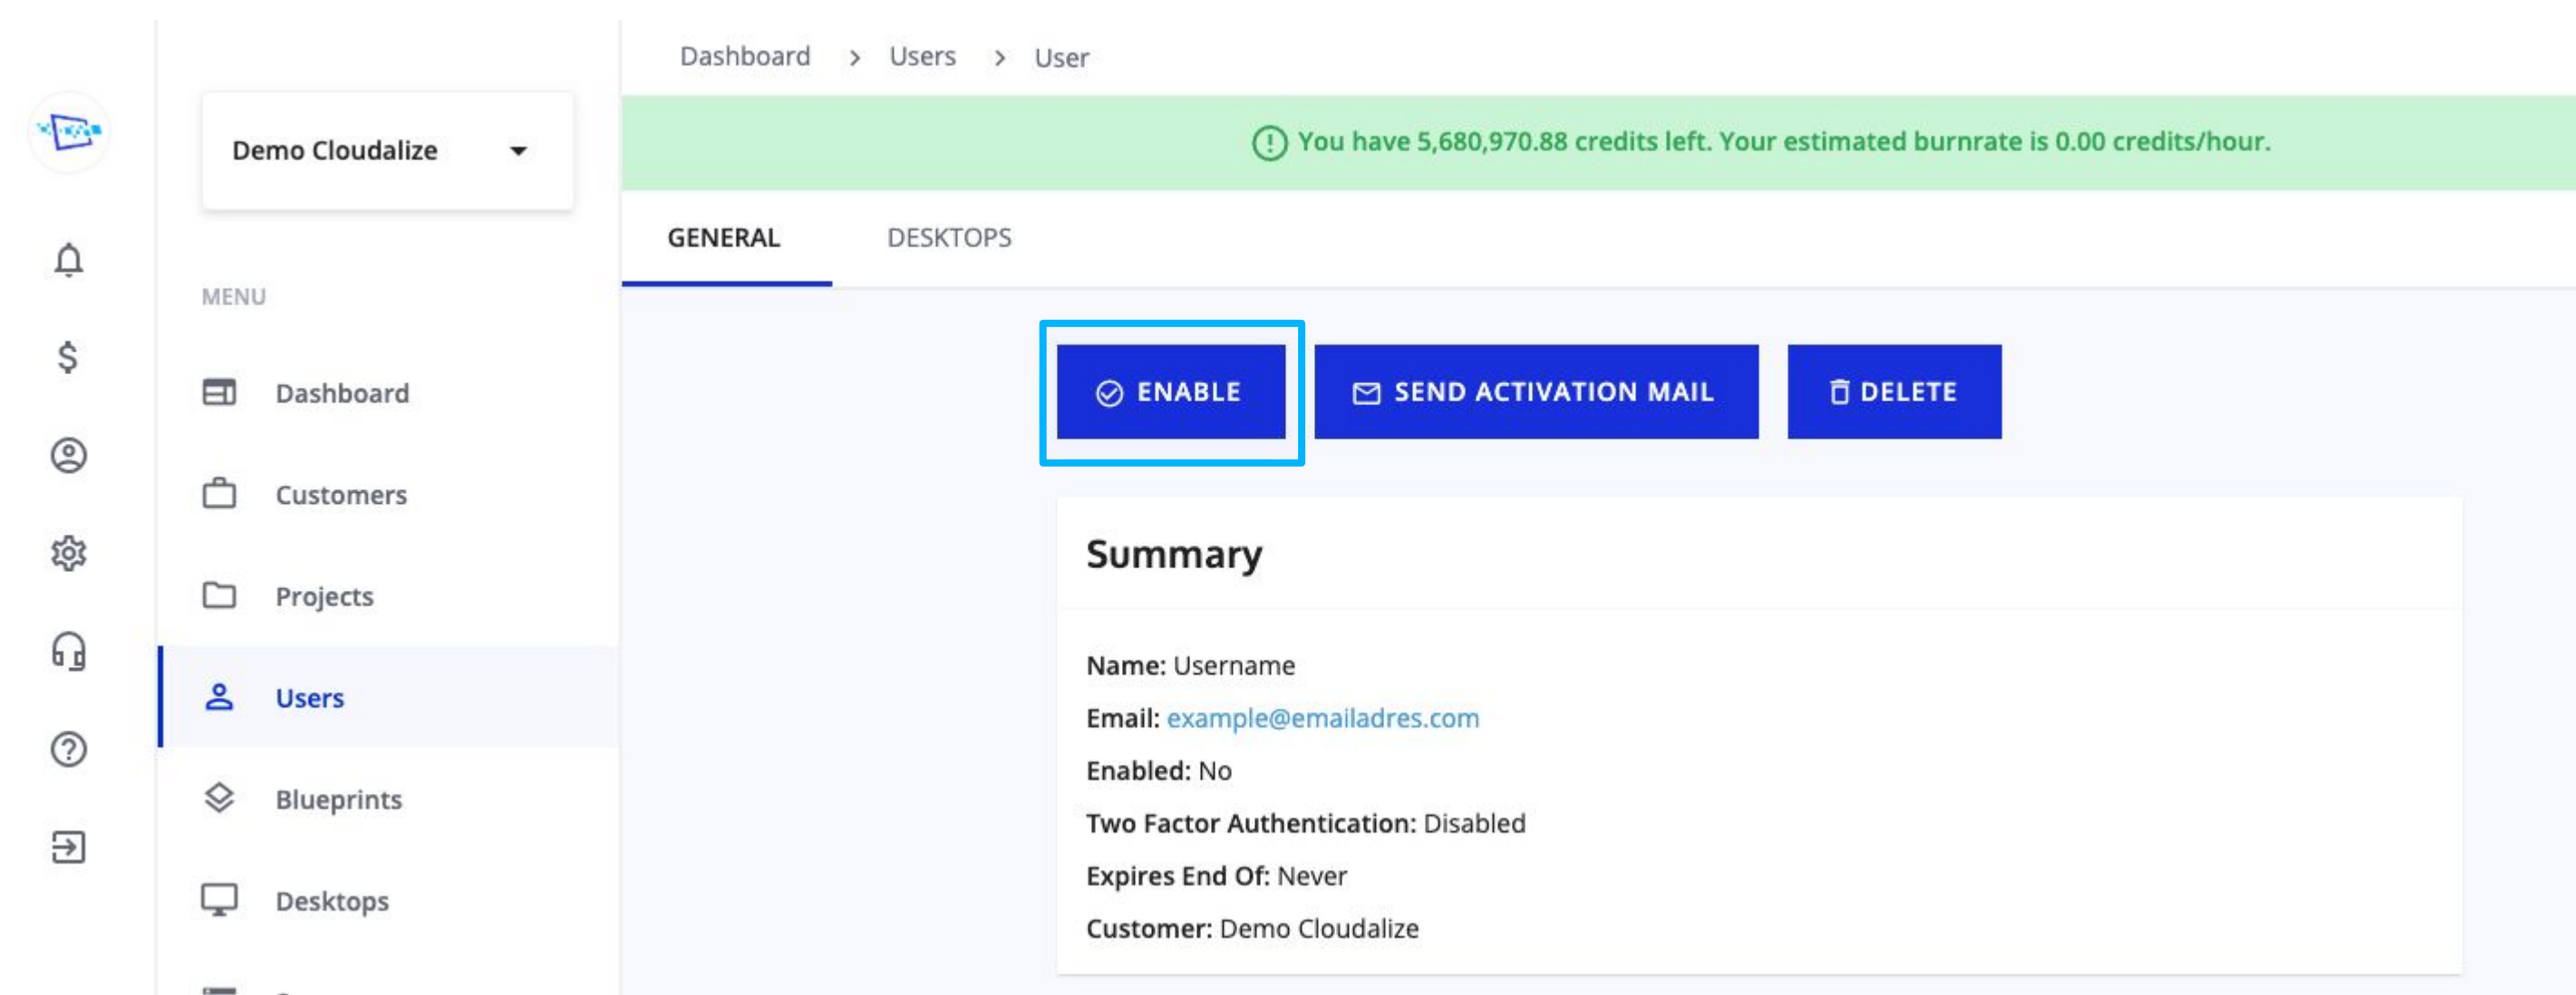 Dashboard > Users > User
Demo Cloudalize
You have 5,680,970.88 credits left. Your estimated burnrate is 0.00 credits/hour.
GENERAL DESKTOPS
MENU
Dashboard
Customers
Projects
Users
Blueprints
Desktops
ENABLE SEND ACTIVATION MAIL DELETE
Summary
Name: Username
Email: example@emailadres.com
Enabled: No
Two Factor Authentication: Disabled
Expires End Of: Never
Customer: Demo Cloudalize